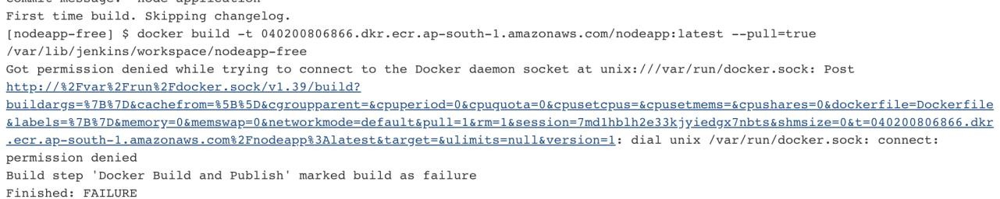 commit message: "node application"
First time build. Skipping changelog.
[nodeapp-free] $ docker build -t 040200806866.dkr.ecr.ap-south-1.amazonaws.com/nodeapp:latest --pull=true
/var/lib/jenkins/workspace/nodeapp-free
Got permission denied while trying to connect to the Docker daemon socket at unix:///var/run/docker.sock: Post
http://%2Fvar%2Frun%2Fdocker.sock/v1.39/build?
buildargs=%7B%7D&cachefrom=%5B%5D&cgroupparent=&cpuperiod=0&cpuquota=0&cpusetcpus=&cpusetmems=&cpushares=0&dockerfile=Dockerfile
&labels=%7B%7D&memory=0&memswap=0&networkmode=default&pull=1&rm=1&session=7md1hblh2e33kjyiedgx7nbts&shmsize=0&t=040200806866.dkr
.ecr.ap-south-1.amazonaws.com%2Fnodeapp%3Alatest&target=&ulimits=null&version=1: dial unix /var/run/docker.sock: connect:
permission denied
Build step 'Docker Build and Publish' marked build as failure
Finished: FAILURE